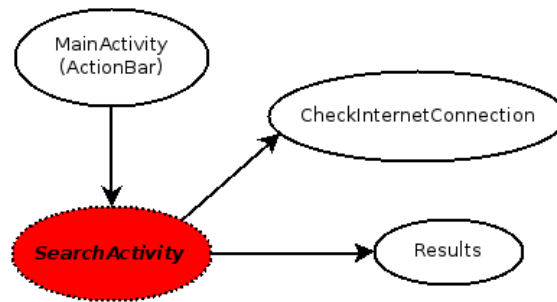 MainActivity
(ActionBar)
CheckInternetConnection
SearchActivity
Results